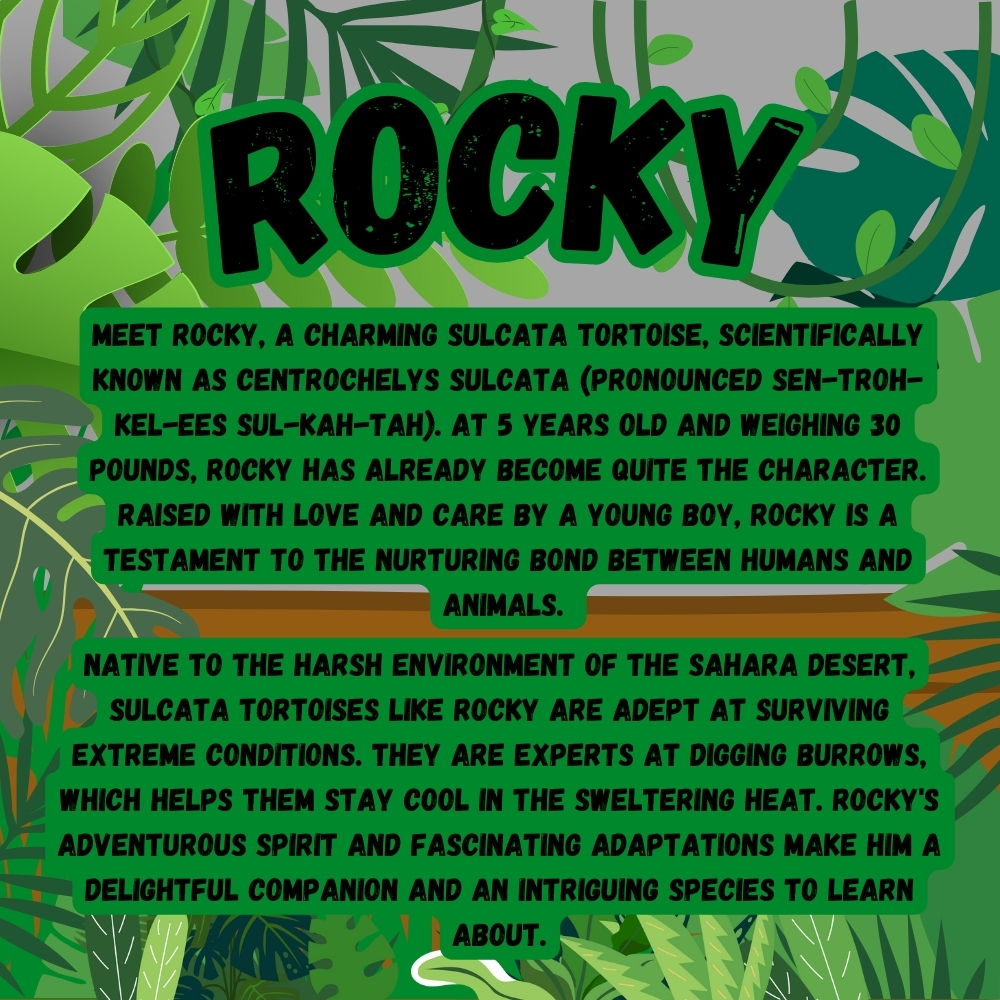 ROCKY
MEET ROCKY, A CHARMING SULCATA TORTOISE, SCIENTIFICALLY
KNOWN AS CENTROCHELYS SULCATA (PRONOUNCED SEN-TROH-
KEL-EES SUL-KAH-TAH). AT 5 YEARS OLD AND WEIGHING 30
POUNDS, ROCKY HAS ALREADY BECOME QUITE THE CHARACTER.
RAISED WITH LOVE AND CARE BY A YOUNG BOY, ROCKY IS A
TESTAMENT TO THE NURTURING BOND BETWEEN HUMANS AND
ANIMALS.
NATIVE TO THE HARSH ENVIRONMENT OF THE SAHARA DESERT,
SULCATA TORTOISES LIKE ROCKY ARE ADEPT AT SURVIVING
EXTREME CONDITIONS. THEY ARE EXPERTS AT DIGGING BURROWS,
WHICH HELPS THEM STAY COOL IN THE SWELTERING HEAT. ROCKY'S
ADVENTUROUS SPIRIT AND FASCINATING ADAPTATIONS MAKE HIM A
DELIGHTFUL COMPANION AND AN INTRIGUING SPECIES TO LEARN
ABOUT.